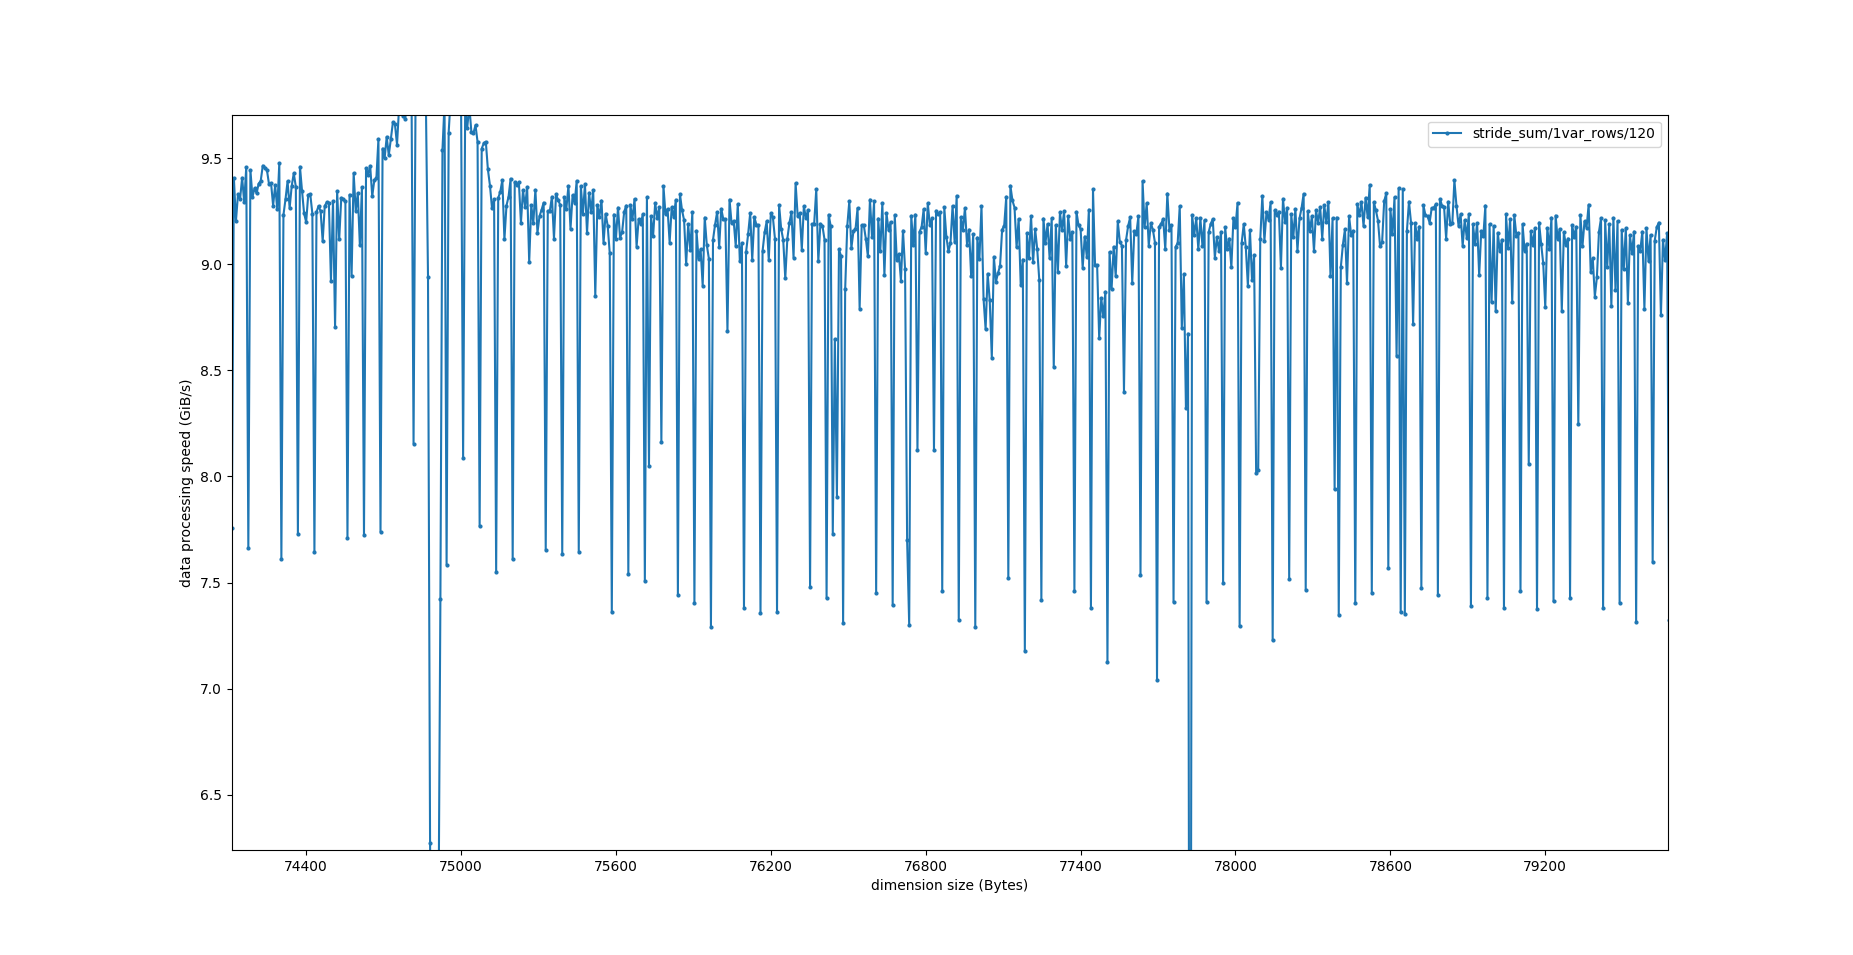 stride_sum/1var_rows/120
data processing speed (GiB/s)
9.5
9.0
8.5
8.0
7.5
7.0
6.5
74400 75000 75600 76200 76800 77400 78000 78600 79200
dimension size (Bytes)